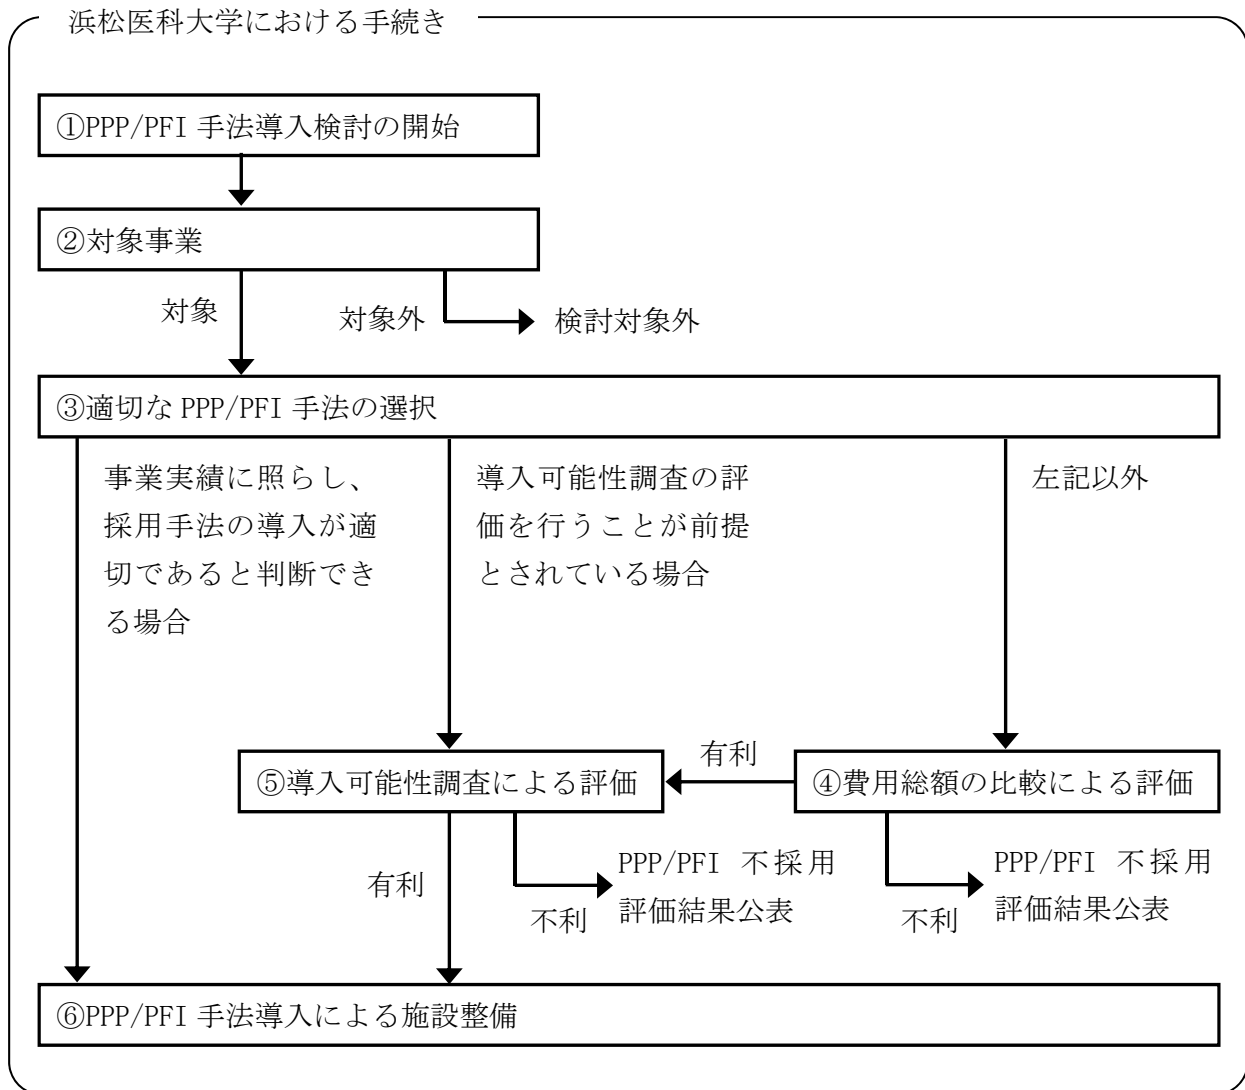 浜松医科大学における手続き
①PPP/PFI 手法導入検討の開始
②対象事業
対象
対象外
検討対象外
③適切な PPP/PFI 手法の選択
事業実績に照らし、
採用手法の導入が適
切であると判断でき
る場合
導入可能性調査の評
価を行うことが前提
とされている場合
左記以外
⑤導入可能性調査による評価
有利
④費用総額の比較による評価
有利
不利
PPP/PFI 不採用
評価結果公表
不利
PPP/PFI 不採用
評価結果公表
⑥PPP/PFI 手法導入による施設整備